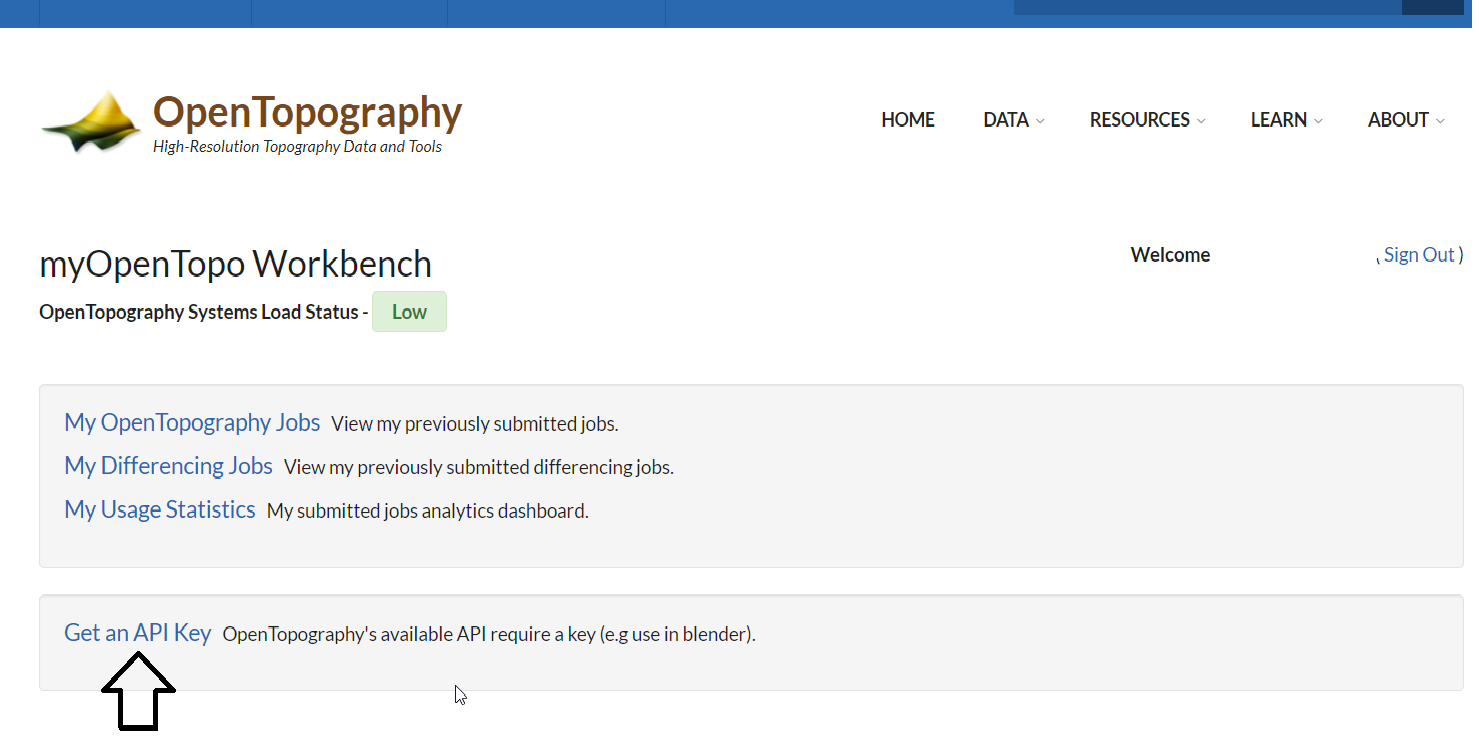 OpenTopography
High-Resolution Topography Data and Tools
HOME DATA RESOURCES LEARN ABOUT
myOpenTopo Workbench
Welcome ( Sign Out )
OpenTopography Systems Load Status - Low
My OpenTopography Jobs View my previously submitted jobs.
My Differencing Jobs View my previously submitted differencing jobs.
My Usage Statistics My submitted jobs analytics dashboard.
Get an API Key OpenTopography's available API require a key (e.g use in blender).